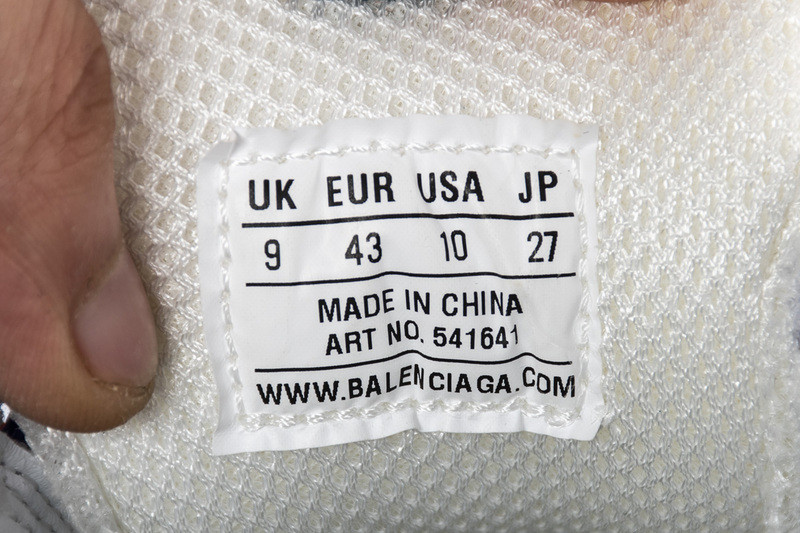 UK EUR USA JP
9 43 10 27
MADE IN CHINA
ART NO. 541641
WWW.BALENCIAGA.COM